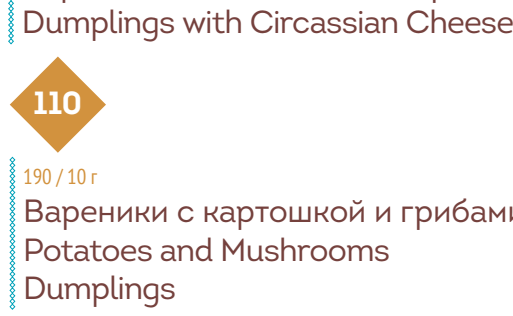 Dumplings with Circassian Cheese
110
190 / 10 г
Вареники с картошкой и грибами
Potatoes and Mushrooms
Dumplings